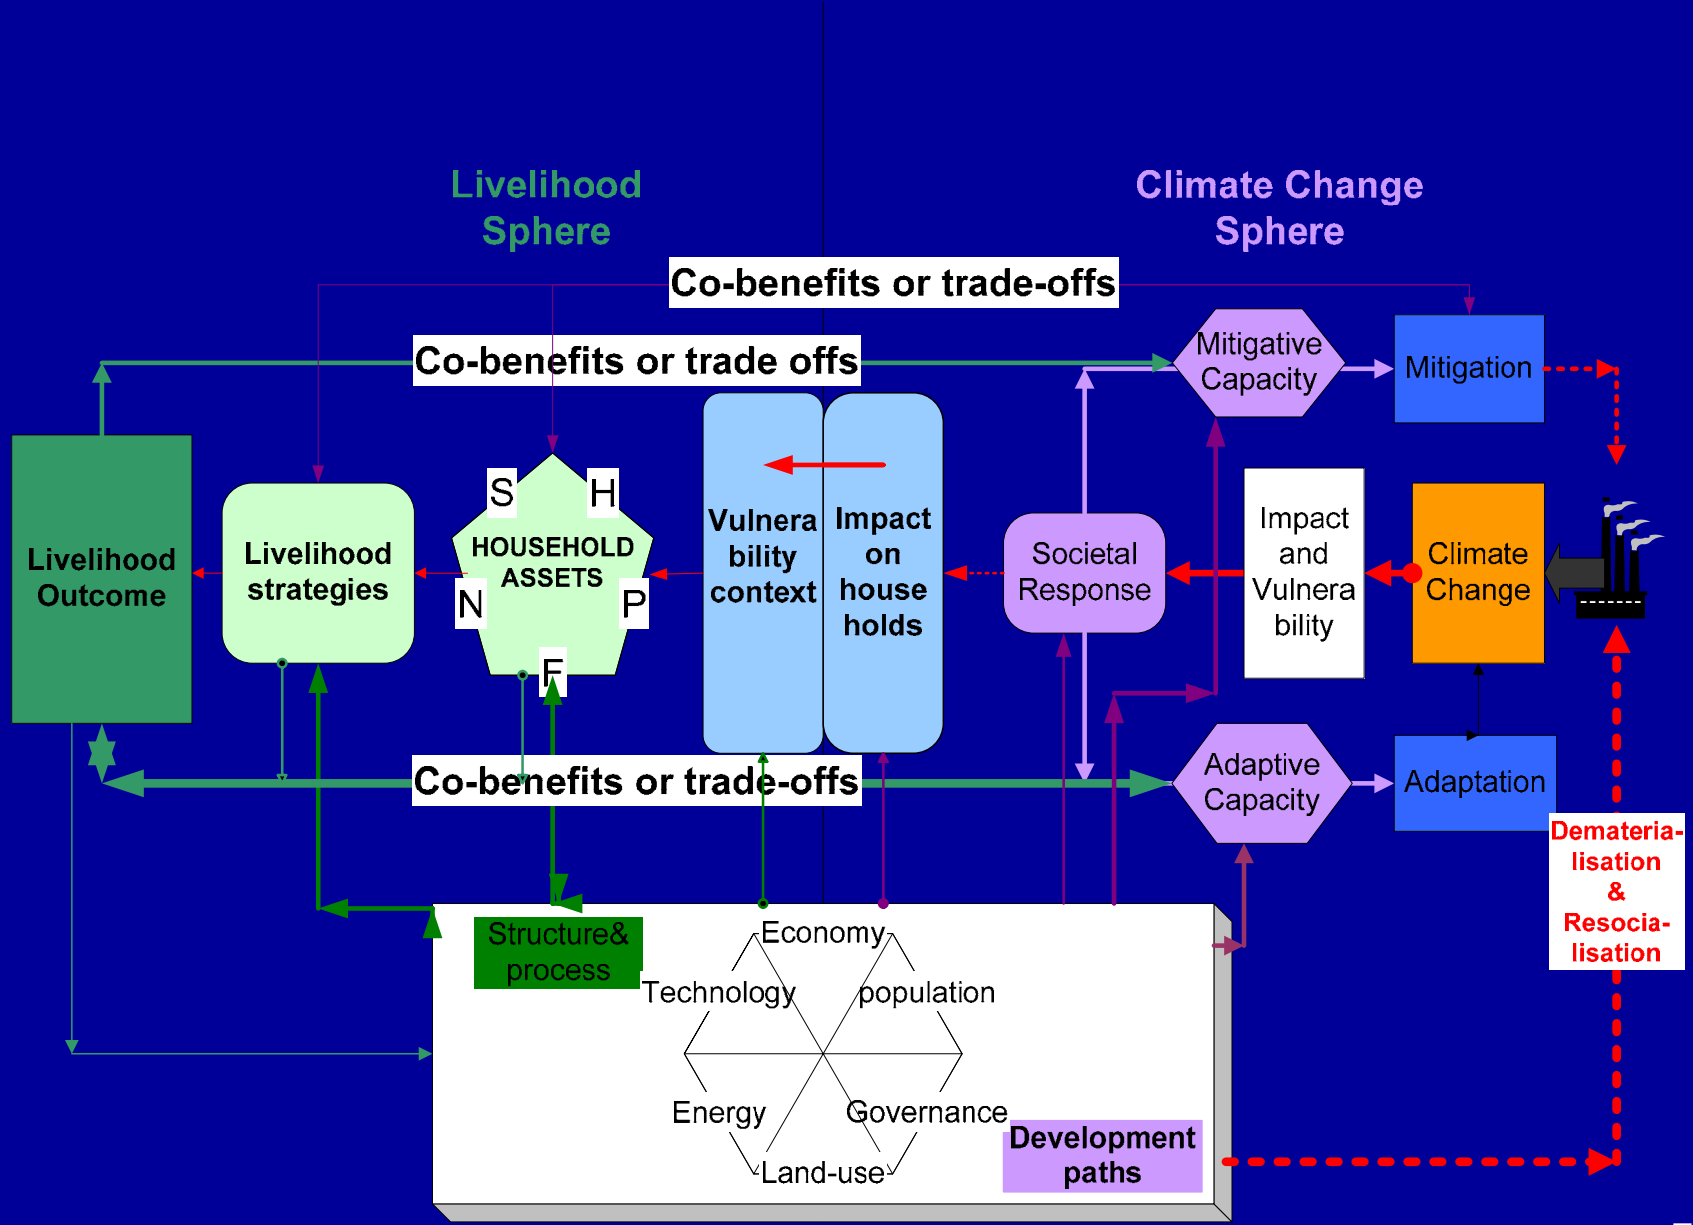 Livelihood
Sphere
Climate Change
Sphere
Co-benefits or trade-offs
Co-benefits or trade offs
Mitigative
Capacity
Mitigation
Livelihood
Outcome
Livelihood
strategies
S
H
HOUSEHOLD
ASSETS
N
P
F
Vulnera
bility
context
Impact
on
house
holds
Societal
Response
Impact
and
Vulnera
bility
Climate
Change
Co-benefits or trade-offs
Adaptive
Capacity
Adaptation
Demateria-
lisation
&
Resocia-
lisation
Structure&
process
Economy
Technology
population
Energy
Governance
Land-use
Development
paths